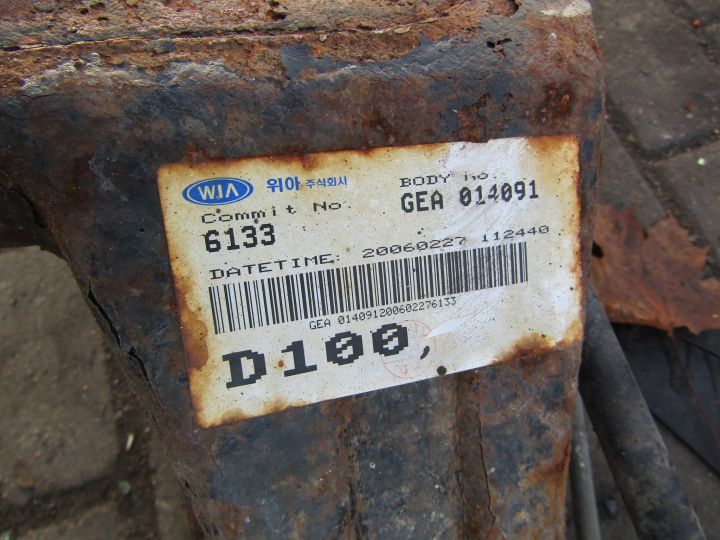 WIA 위아 주식회사
BODY no.
Commit No.
GEA 014091
6133
DATETIME: 20060227 112440
GEA 014091200602276133
D100,